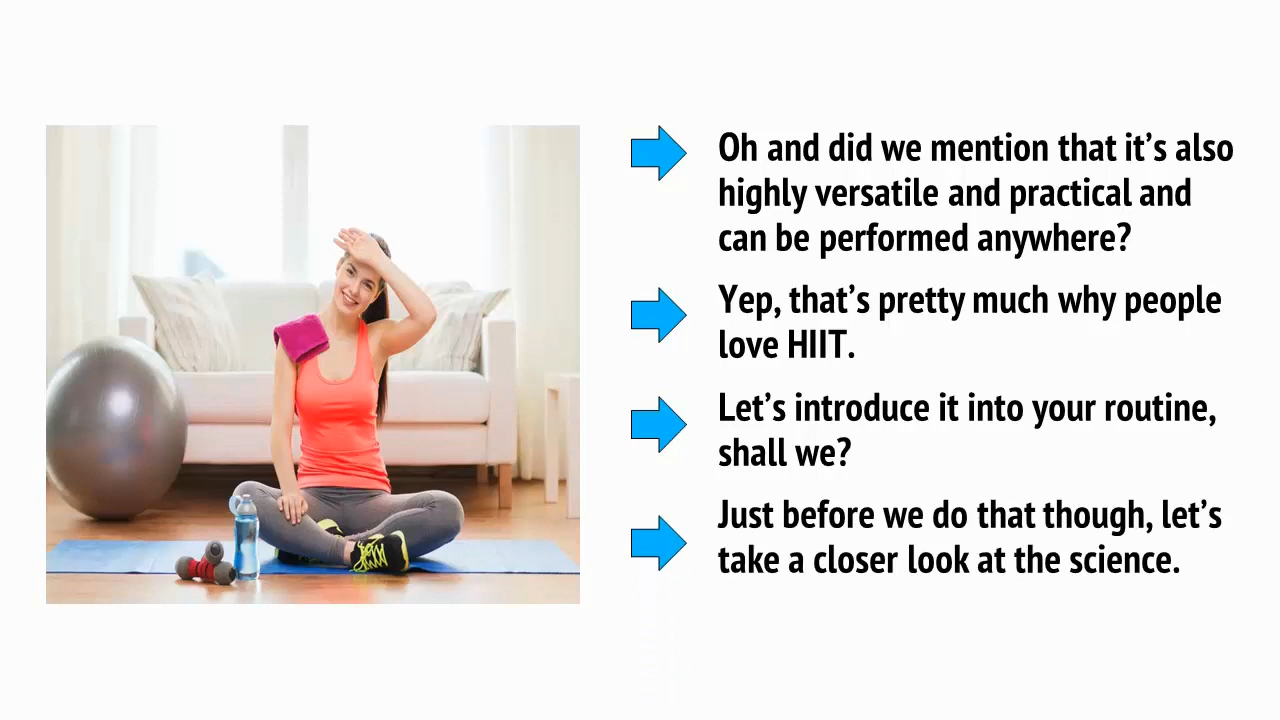 Oh and did we mention that it’s also
highly versatile and practical and
can be performed anywhere?
Yep, that’s pretty much why people
love HIIT.
Let’s introduce it into your routine,
shall we?
Just before we do that though, let’s
take a closer look at the science.